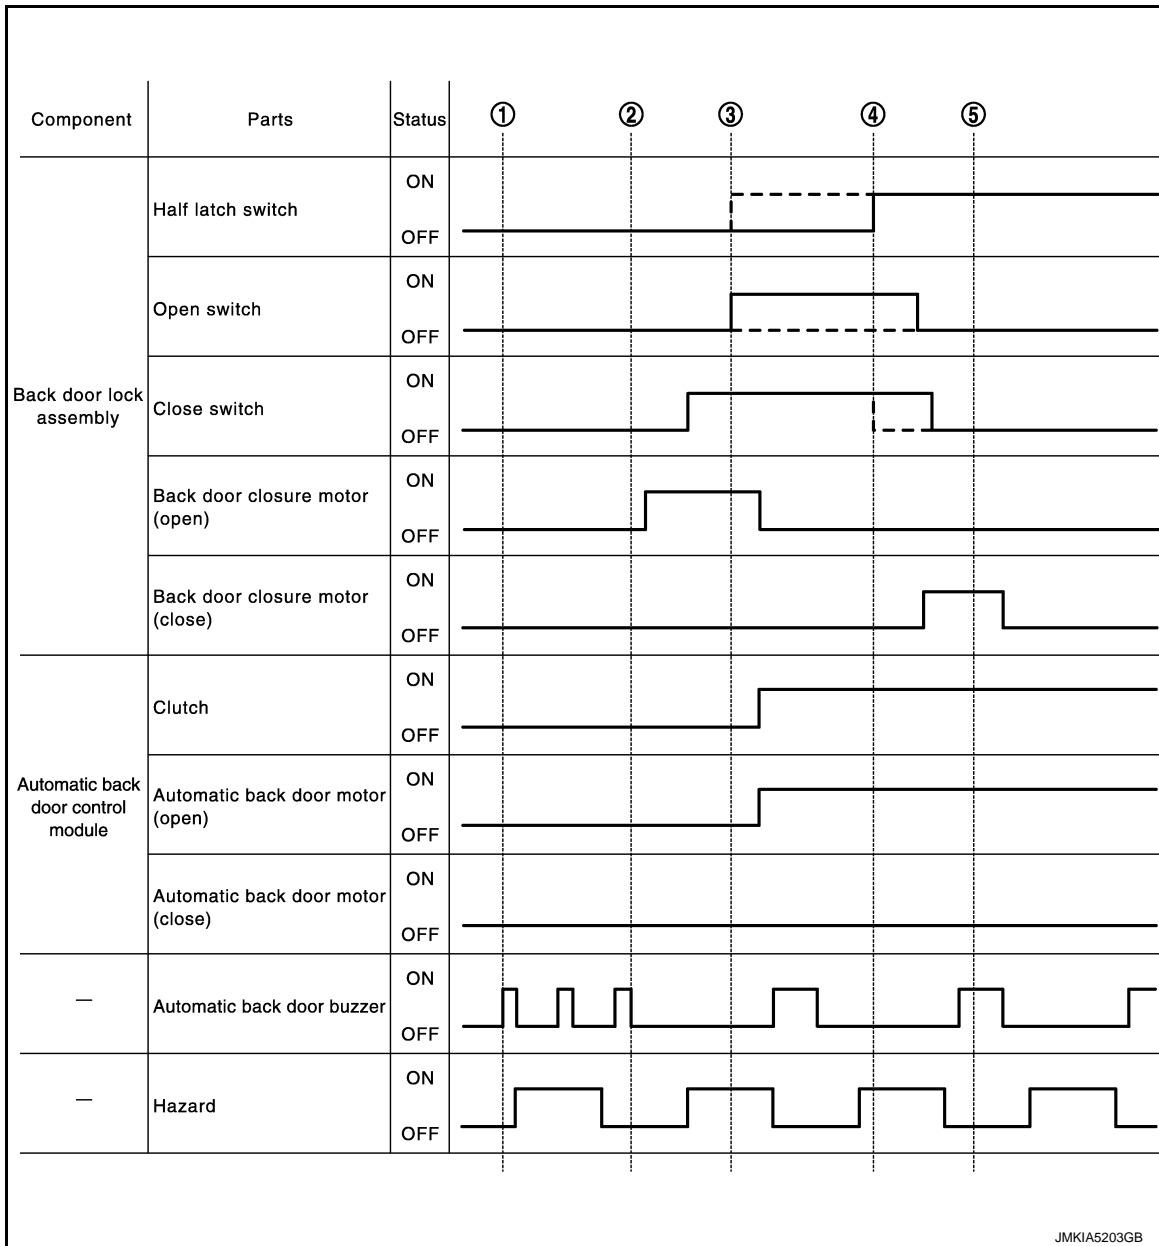 Component Parts Status ① ② ③ ④ ⑤
Back door lock
assembly
Half latch switch
ON
OFF
Open switch
ON
OFF
Close switch
ON
OFF
Back door closure motor
(open)
ON
OFF
Back door closure motor
(close)
ON
OFF
Automatic back
door control
module
Clutch
ON
OFF
Automatic back door motor
(open)
ON
OFF
Automatic back door motor
(close)
ON
OFF
—
Automatic back door buzzer
ON
OFF
—
Hazard
ON
OFF
JMKIA5203GB